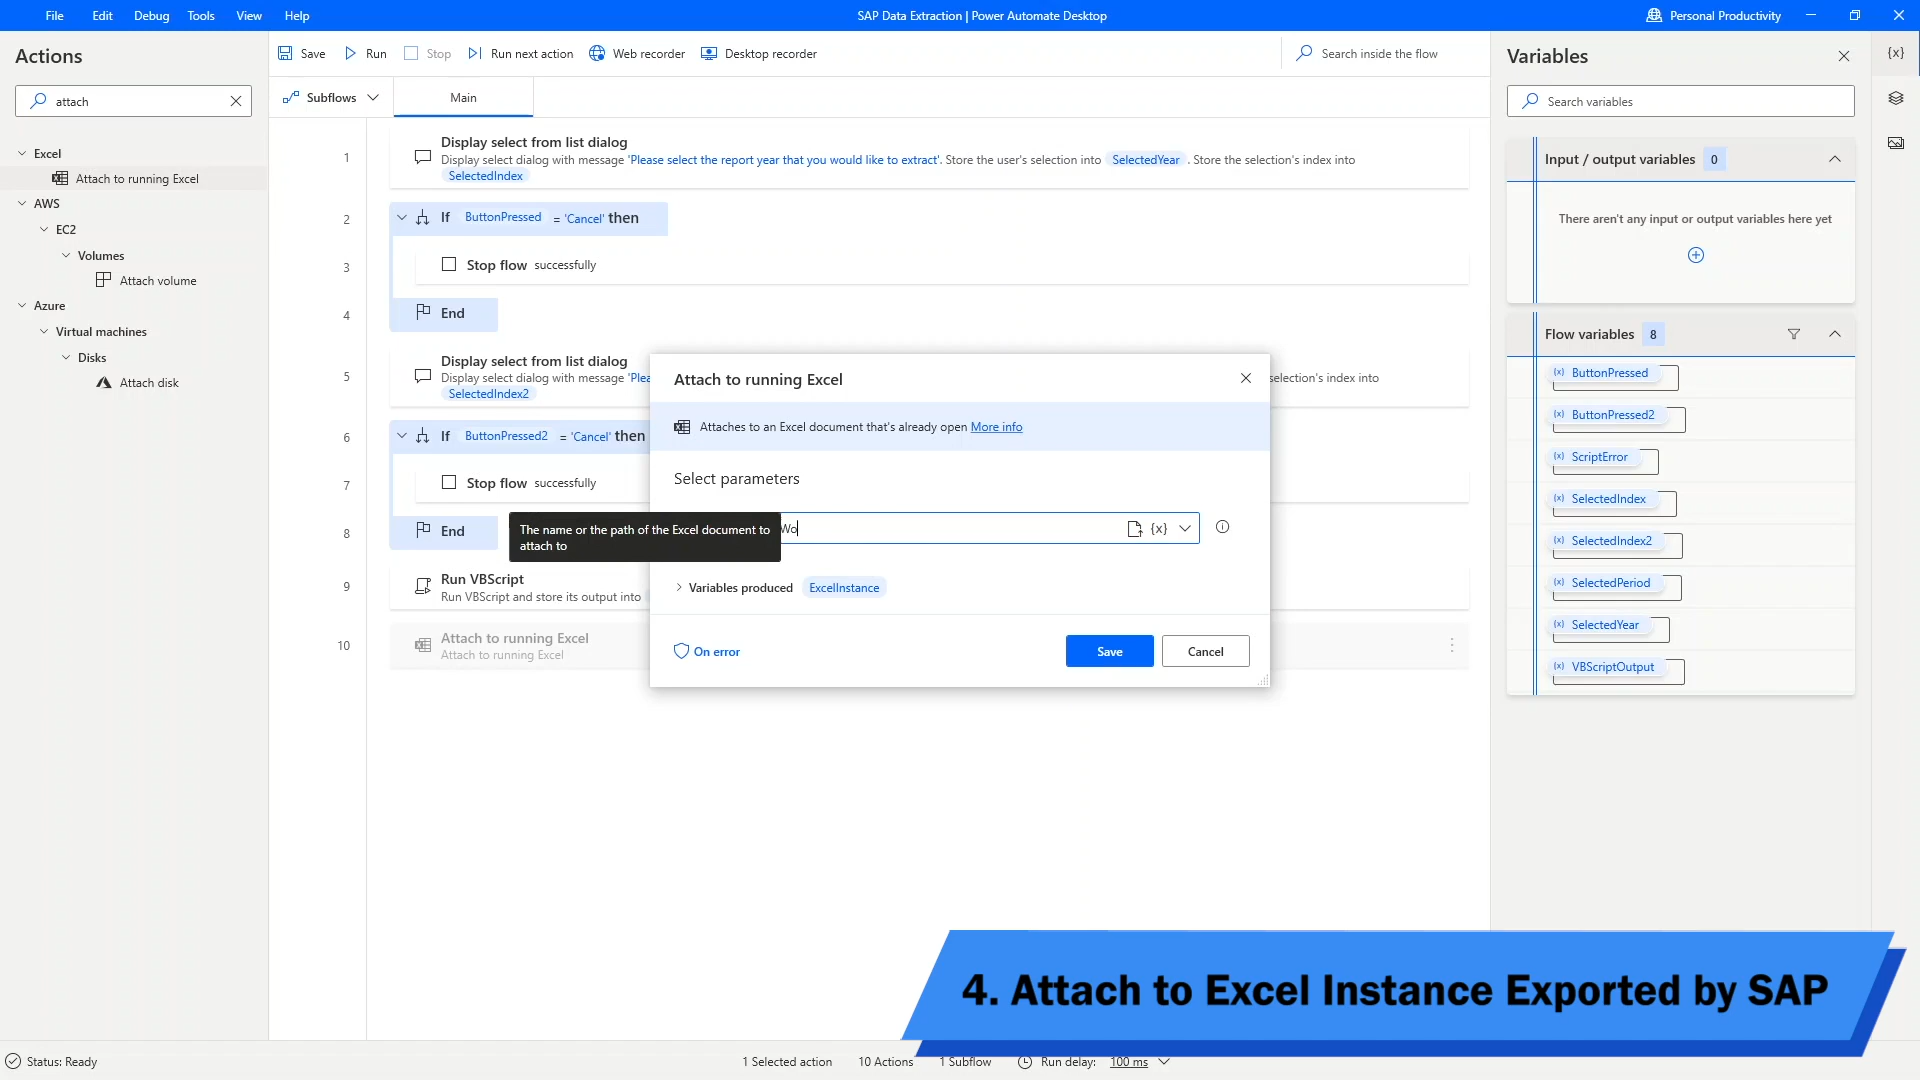 File Edit Debug Tools View Help
SAP Data Extraction | Power Automate Desktop
Personal Productivity
Actions
attach
Excel
Attach to running Excel
AWS
EC2
Volumes
Attach volume
Azure
Virtual machines
Disks
Attach disk
Save Run Stop Run next action Web recorder Desktop recorder
Search inside the flow
Subflows Main
1
Display select from list dialog
Display select dialog with message 'Please select the report year that you would like to extract'. Store the user's selection into SelectedYear . Store the selection's index into
SelectedIndex
2
If ButtonPressed = 'Cancel' then
3
Stop flow successfully
4
End
5
Display select from list dialog
Display select dialog with message 'Plea
selection's index into
SelectedIndex2
6
If ButtonPressed2 = 'Cancel' then
7
Stop flow successfully
8
End
9
Run VBScript
Run VBScript and store its output into
10
Attach to running Excel
Attach to running Excel
Attach to running Excel
Attaches to an Excel document that's already open More info
Select parameters
The name or the path of the Excel document to
attach to
Wo
{x}
Variables produced ExcelInstance
On error
Save Cancel
Variables
{x}
Search variables
Input / output variables 0
There aren't any input or output variables here yet
Flow variables 8
(x) ButtonPressed
(x) ButtonPressed2
(x) ScriptError
(x) SelectedIndex
(x) SelectedIndex2
(x) SelectedPeriod
(x) SelectedYear
(x) VBScriptOutput
4. Attach to Excel Instance Exported by SAP
Status: Ready
1 Selected action 10 Actions 1 Subflow Run delay: 100 ms